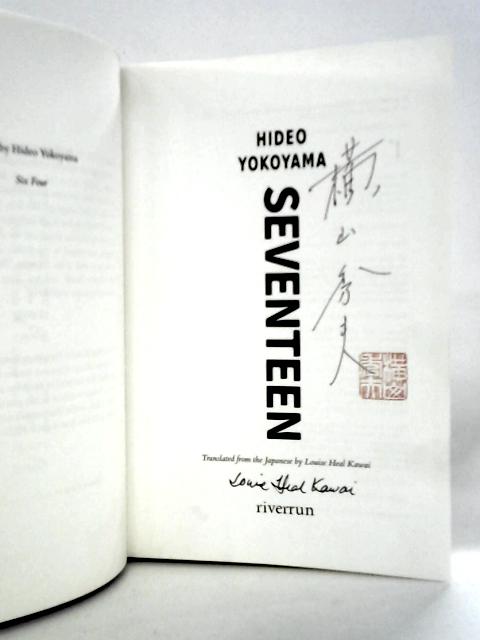 by Hideo Yokoyama
Six Four
HIDEO
YOKOYAMA
SEVENTEEN
横山秀夫
Translated from the Japanese by Louise Heal Kawai
Louise Heal Kawai
riverrun